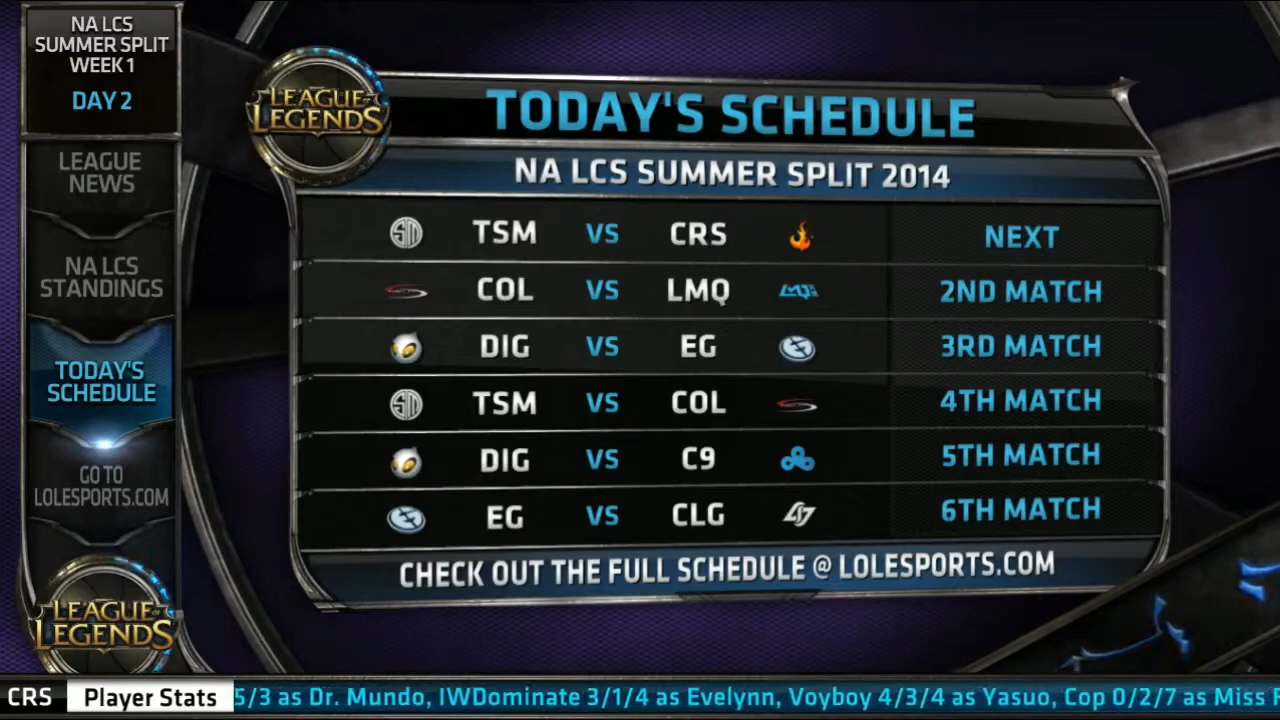 NA LCS
SUMMER SPLIT
WEEK 1
DAY 2
LEAGUE
NEWS
NA LCS
STANDINGS
TODAY'S
SCHEDULE
GO TO
LOLESPORTS.COM
LEAGUE OF
LEGENDS
LEAGUE OF
LEGENDS
TODAY'S SCHEDULE
NA LCS SUMMER SPLIT 2014
TSM VS CRS NEXT
COL VS LMQ 2ND MATCH
DIG VS EG 3RD MATCH
TSM VS COL 4TH MATCH
DIG VS C9 5TH MATCH
EG VS CLG 6TH MATCH
CHECK OUT THE FULL SCHEDULE @ LOLESPORTS.COM
CRS Player Stats 5/3 as Dr. Mundo, IWDominate 3/1/4 as Evelynn, Voyboy 4/3/4 as Yasuo, Cop 0/2/7 as Miss